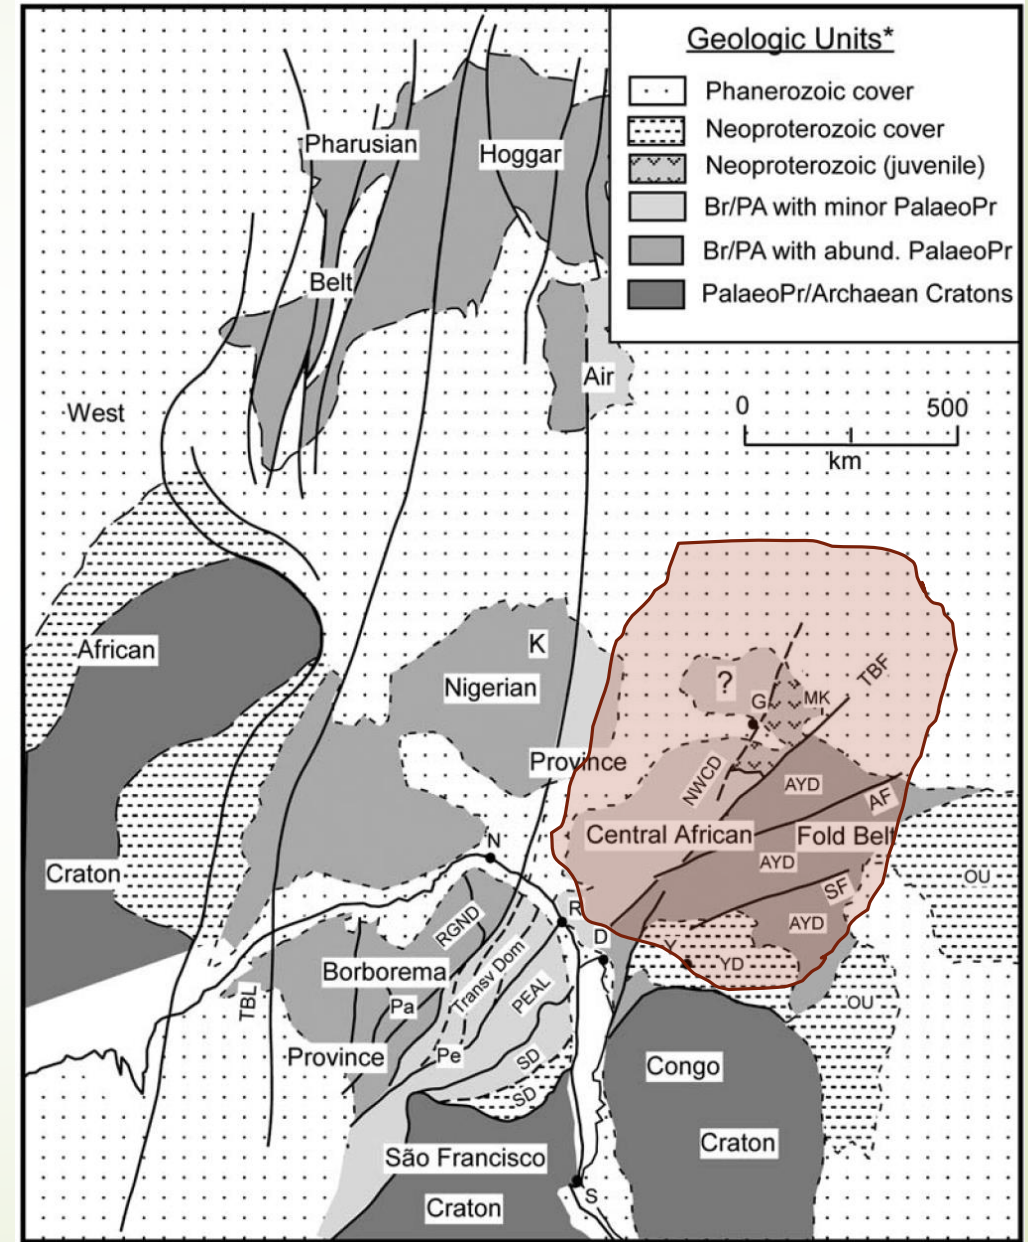 Geologic Units*
Phanerozoic cover
Neoproterozoic cover
Neoproterozoic (juvenile)
Br/PA with minor PalaeoPr
Br/PA with abund. PalaeoPr
PalaeoPr/Archaean Cratons
0 500
km
Pharusian
Hoggar
Belt
Air
West
African
Craton
K
Nigerian
Province
?
G
MK
TBF
NWCD
AYD
AF
Central African Fold Belt
AYD
SF
AYD
OU
N
R
D
Y
YD
OU
RGND
Borborema
Transv Dom
Pa
PEAL
TBL
Province
Pe
SD
SD
Congo
Craton
São Francisco
Craton
S